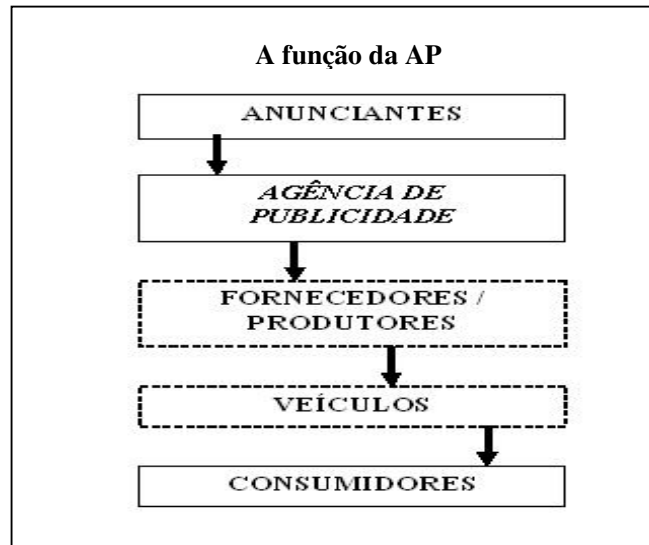 A função da AP
ANUNCIANTES
AGÊNCIA DE
PUBLICIDADE
FORNECEDORES /
PRODUTORES
VEÍCULOS
CONSUMIDORES